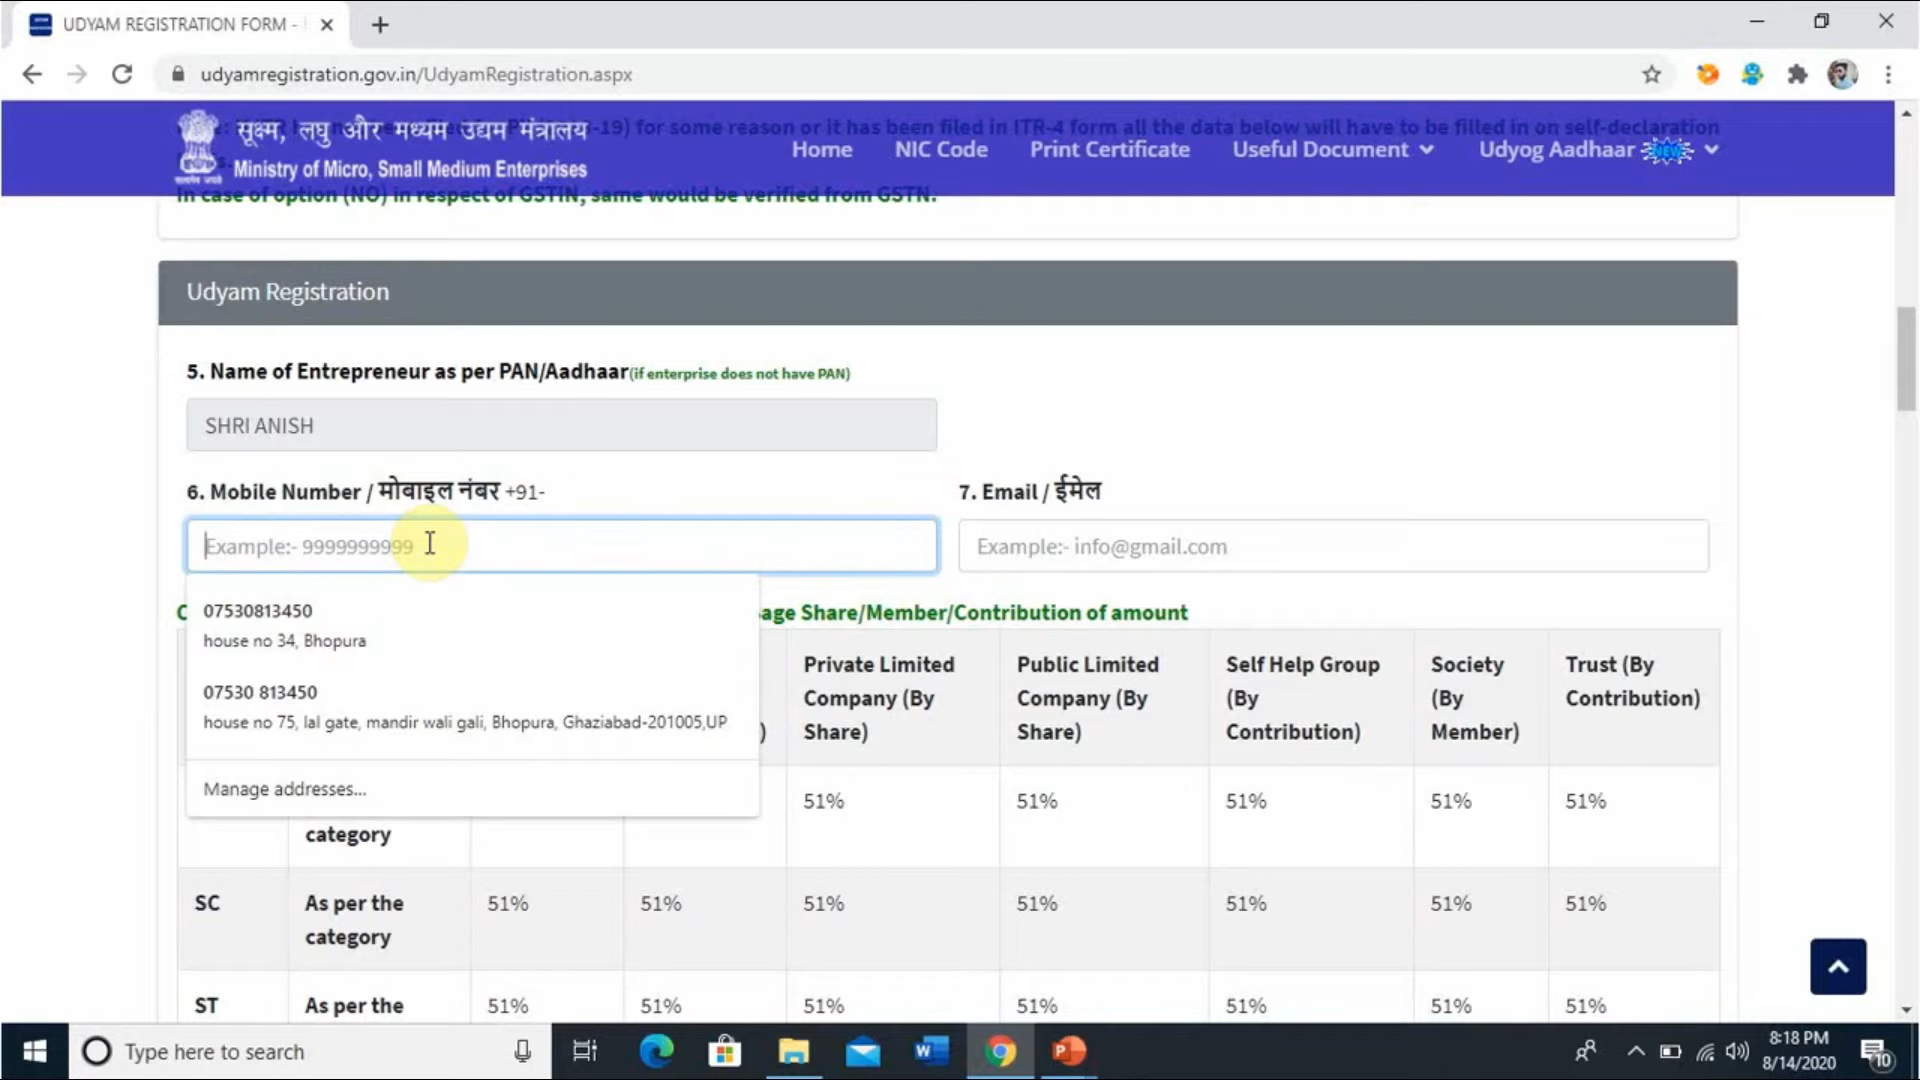 UDYAM REGISTRATION FORM -
udyamregistration.gov.in/UdyamRegistration.aspx
सूक्ष्म, लघु और मध्यम उद्यम मंत्रालय
Ministry of Micro, Small Medium Enterprises
-19) for some reason or it has been filed in ITR-4 form all the data below will have to be filled in on self-declaration
Home
NIC Code
Print Certificate
Useful Document
Udyog Aadhaar
NEW
सत्यमेव जयते
In case of option (NO) in respect of GSTIN, same would be verified from GSTN.
Udyam Registration
5. Name of Entrepreneur as per PAN/Aadhaar(if enterprise does not have PAN)
SHRI ANISH
6. Mobile Number / मोबाइल नंबर +91-
7. Email / ईमेल
Example:- 9999999999
Example:- info@gmail.com
07530813450
house no 34, Bhopura
07530 813450
house no 75, lal gate, mandir wali gali, Bhopura, Ghaziabad-201005,UP
Manage addresses...
age Share/Member/Contribution of amount
Private Limited Company (By Share)
Public Limited Company (By Share)
Self Help Group (By Contribution)
Society (By Member)
Trust (By Contribution)
category
51%
51%
51%
51%
51%
SC
As per the category
51%
51%
51%
51%
51%
51%
51%
ST
As per the
51%
51%
51%
51%
51%
51%
51%
Type here to search
8:18 PM
8/14/2020
10